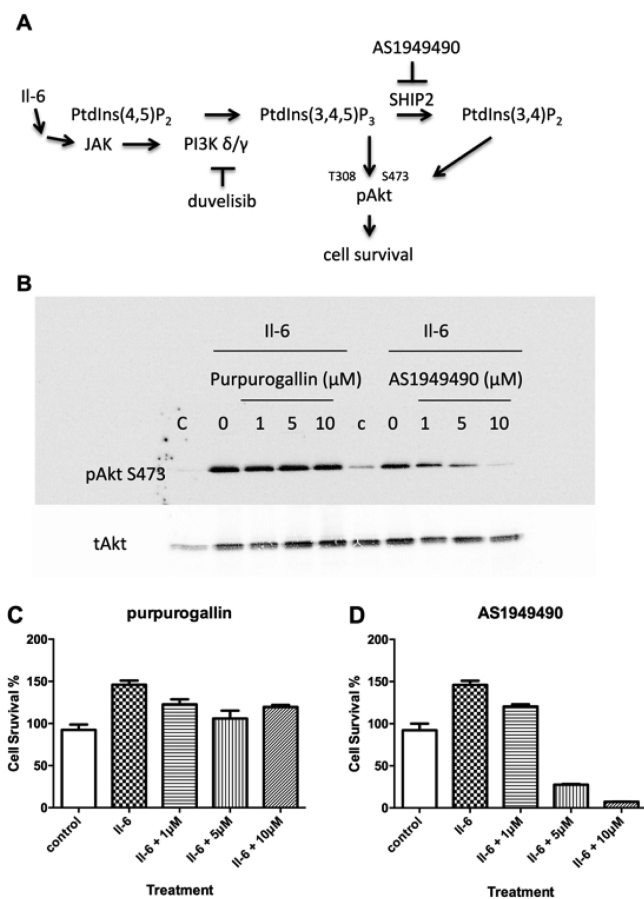 A
AS1949490
Il-6
SHIP2
PtdIns(4,5)P₂ PtdIns(3,4,5)P₃ PtdIns(3,4)P₂
JAK PI3K δ/γ
T308 S473
duvelisib pAkt
cell survival
B
Il-6 Il-6
Purpurogallin (μM) AS1949490 (μM)
C 0 1 5 10 c 0 1 5 10
pAkt S473
tAkt
C
purpurogallin
Cell Sruvival %
200
150
100
50
0
control
Il-6
Il-6 + 1μM
Il-6 + 5μM
Il-6 + 10μM
Treatment
D
AS1949490
Cell Survival %
200
150
100
50
0
control
Il-6
Il-6 + 1μM
Il-6 + 5μM
Il-6 + 10μM
Treatment